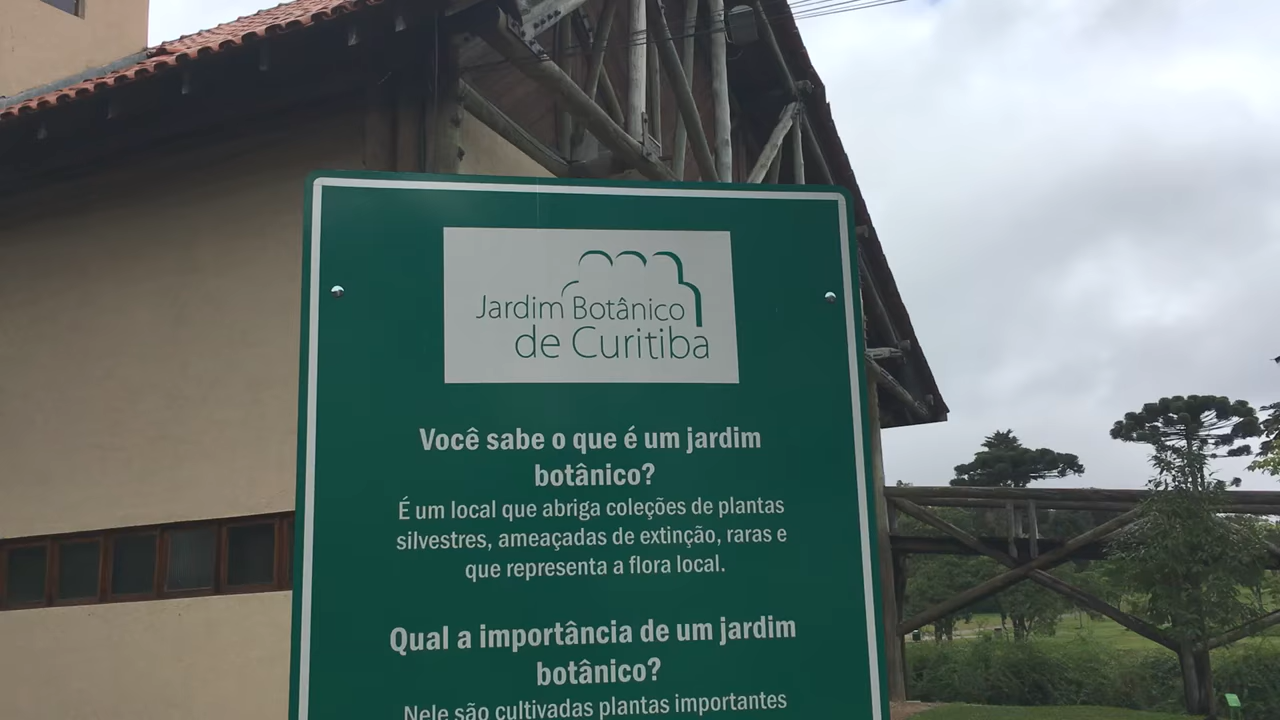 Jardim Botânico
de Curitiba
Você sabe o que é um jardim
botânico?
É um local que abriga coleções de plantas
silvestres, ameaçadas de extinção, raras e
que representa a flora local.
Qual a importância de um jardim
botânico?
Nele são cultivadas plantas importantes